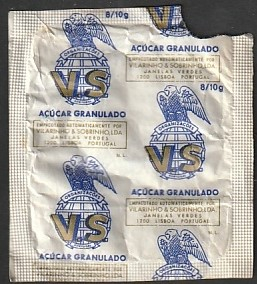 8/10g
AÇÚCAR GRANULADO
EMPACOTADO AUTOMATICAMENTE POR
VILARINHO & SOBRINHO, LDA
JANELAS VERDES
1200 LISBOA PORTUGAL
VS
8/10g
AÇÚCAR GRANULADO
EMPACOTADO AUTOMATICAMENTE POR
VILARINHO & SOBRINHO, LDA
JANELAS VERDES
1200 LISBOA PORTUGAL
M.L.
VS
AÇÚCAR GRANULADO
EMPACOTADO AUTOMATICAMENTE POR
VILARINHO & SOBRINHO, LDA
JANELAS VERDES
1200 LISBOA PORTUGAL
M.L.
VS
AÇÚCAR GRANULADO